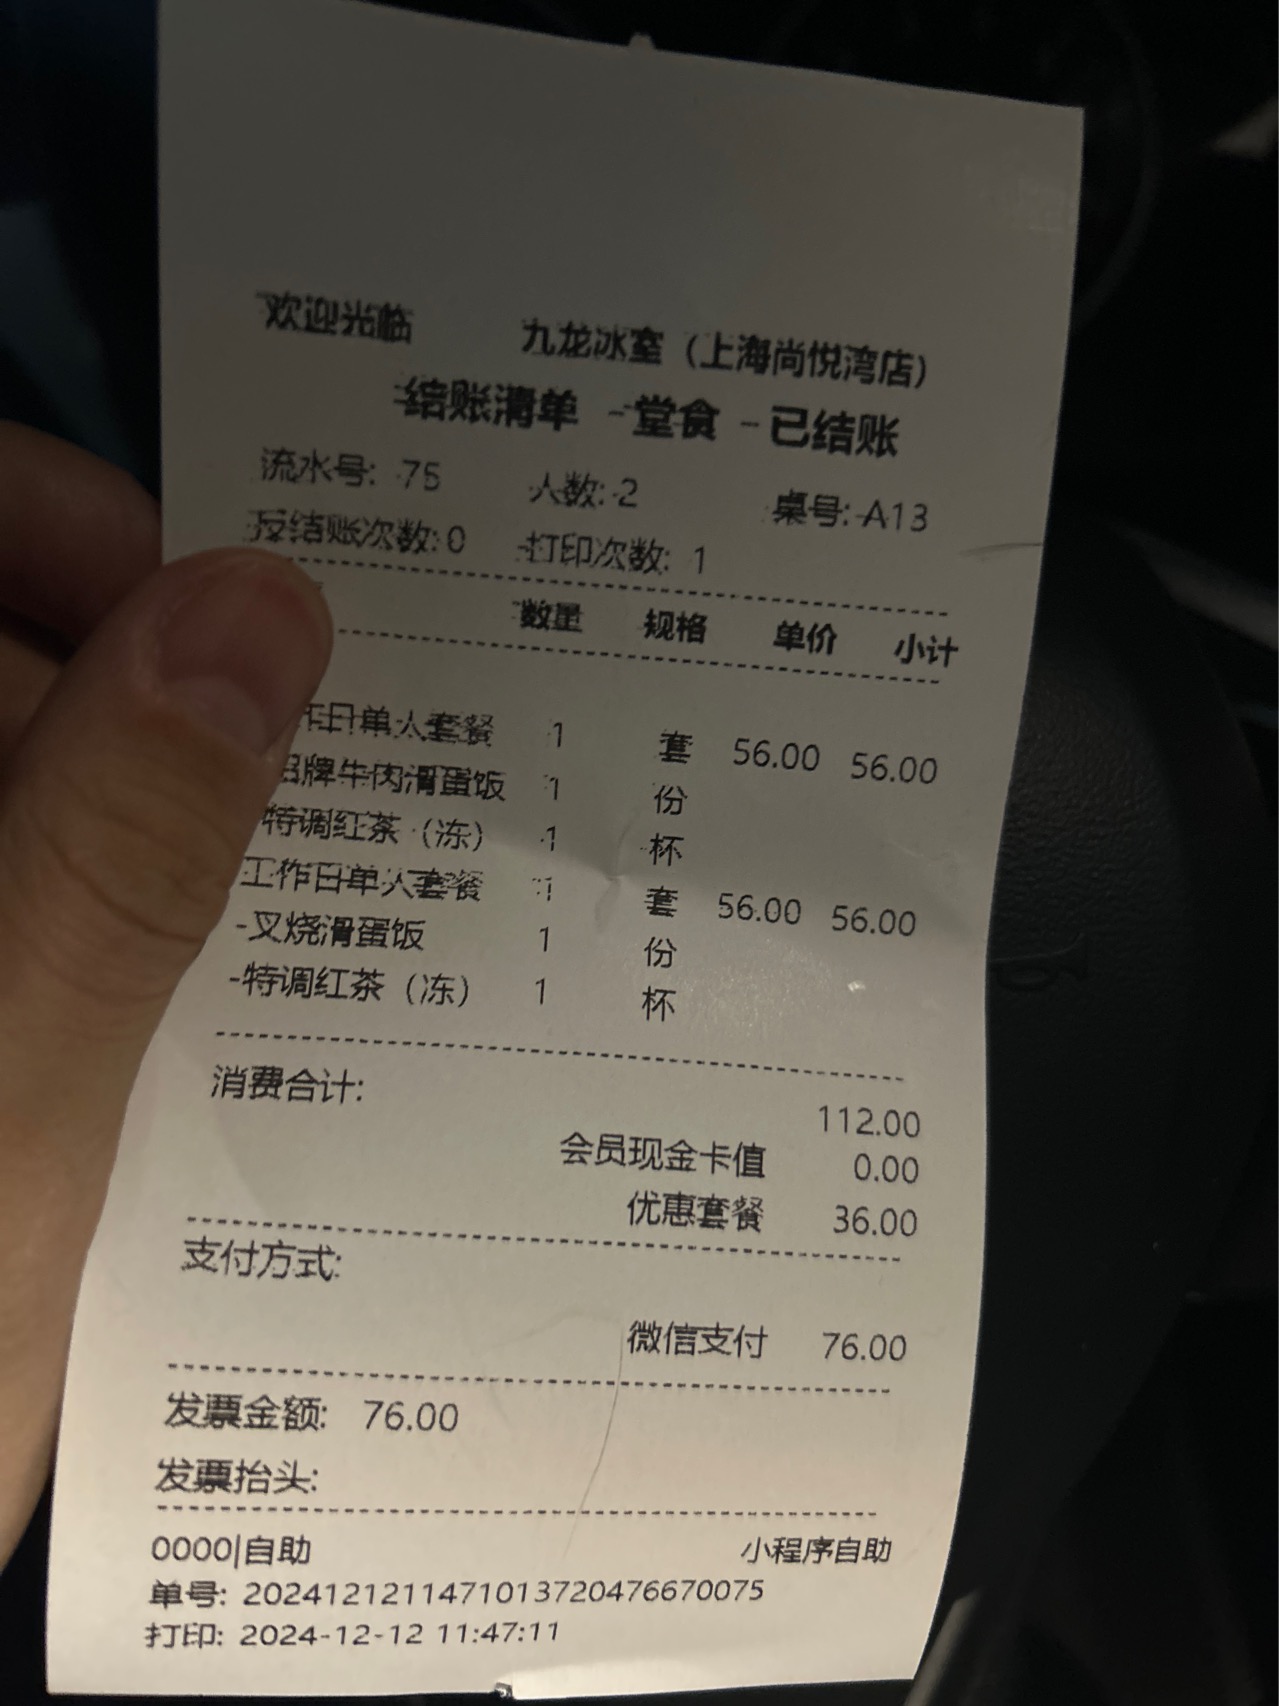 欢迎光临 九龙冰室（上海尚悦湾店）
结账清单 - 堂食 - 已结账
流水号: 75 人数: 2 桌号: A13
反结账次数: 0 打印次数: 1
数量 规格 单价 小计
作日单人套餐 1 套 56.00 56.00
招牌牛肉滑蛋饭 1 份
特调红茶（冻） 1 杯
工作日单人套餐 1 套 56.00 56.00
-叉烧滑蛋饭 1 份
-特调红茶（冻） 1 杯
消费合计: 112.00
会员现金卡值 0.00
优惠套餐 36.00
支付方式:
微信支付 76.00
发票金额: 76.00
发票抬头:
0000|自助 小程序自助
单号: 2024121211471013720476670075
打印: 2024-12-12 11:47:11